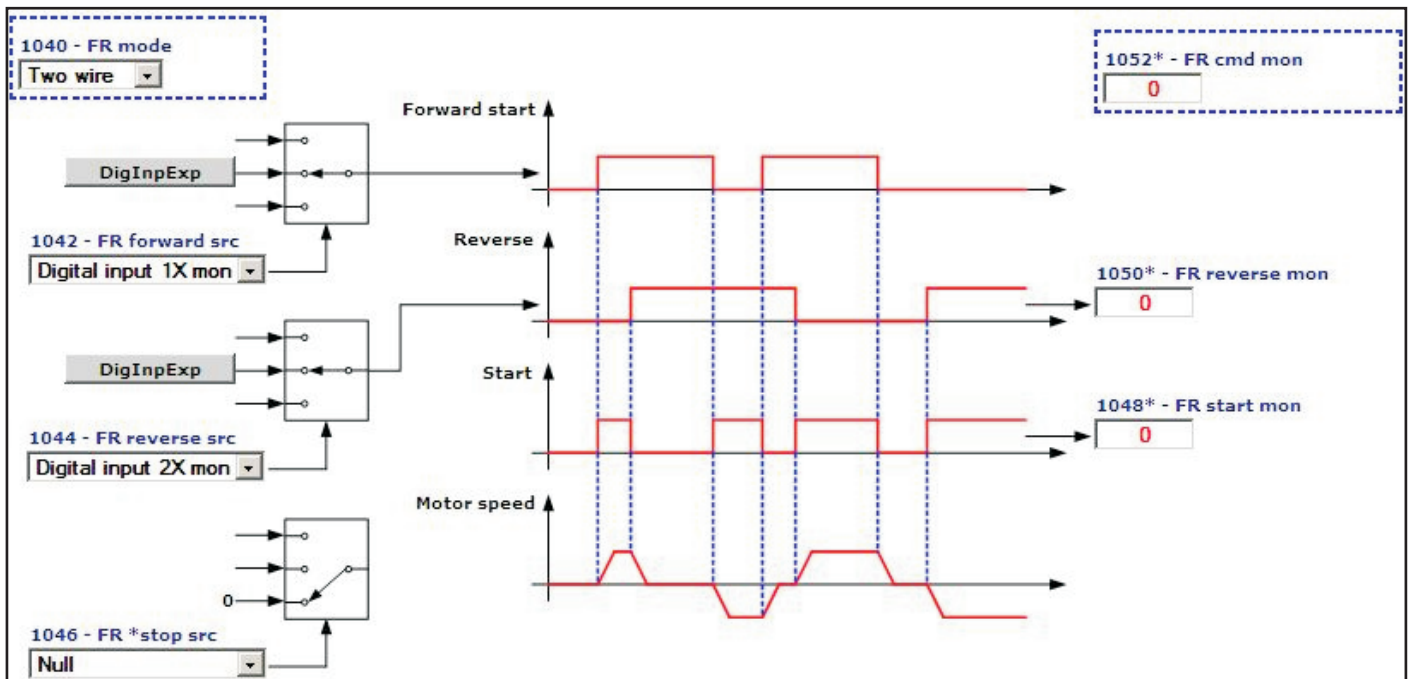 1040 - FR mode
Two wire
1052* - FR cmd mon
0
Forward start
DigInpExp
1042 - FR forward src
Digital input 1X mon
Reverse
1050* - FR reverse mon
0
DigInpExp
Start
1048* - FR start mon
0
1044 - FR reverse src
Digital input 2X mon
Motor speed
0
1046 - FR *stop src
Null